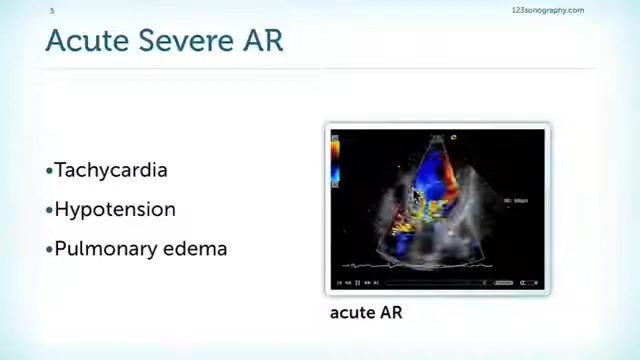 5
123sonography.com
Acute Severe AR
•Tachycardia
•Hypotension
•Pulmonary edema
acute AR